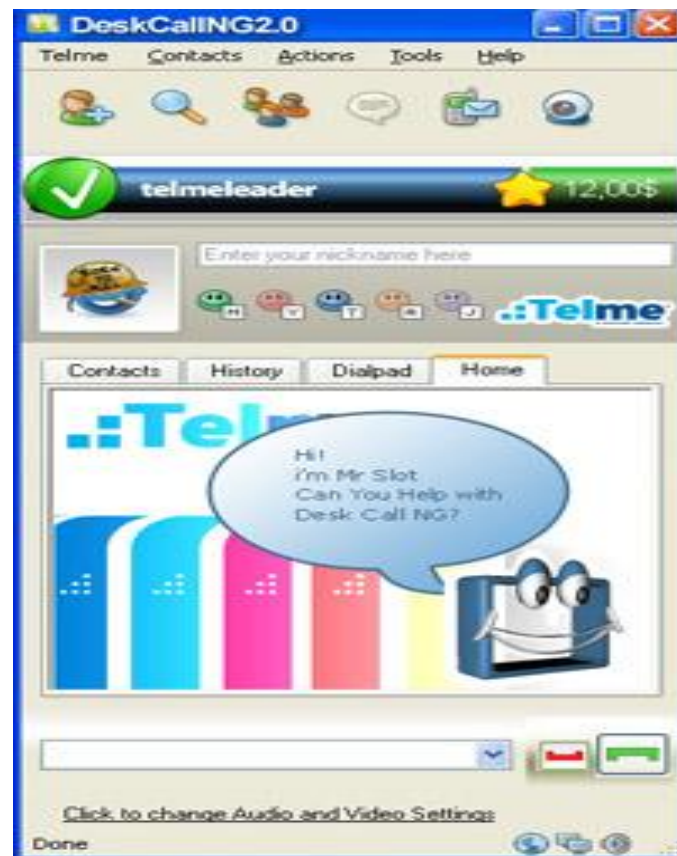 DeskCallNG2.0
Telme Contacts Actions Tools Help
telmeleader 12,00$
Enter your nickname here
M Y T J
.:Telme
Contacts History Dialpad Home
.:Tel
Hi!
i'm Mr Slot
Can You Help with
Desk Call NG?
Click to change Audio and Video Settings
Done